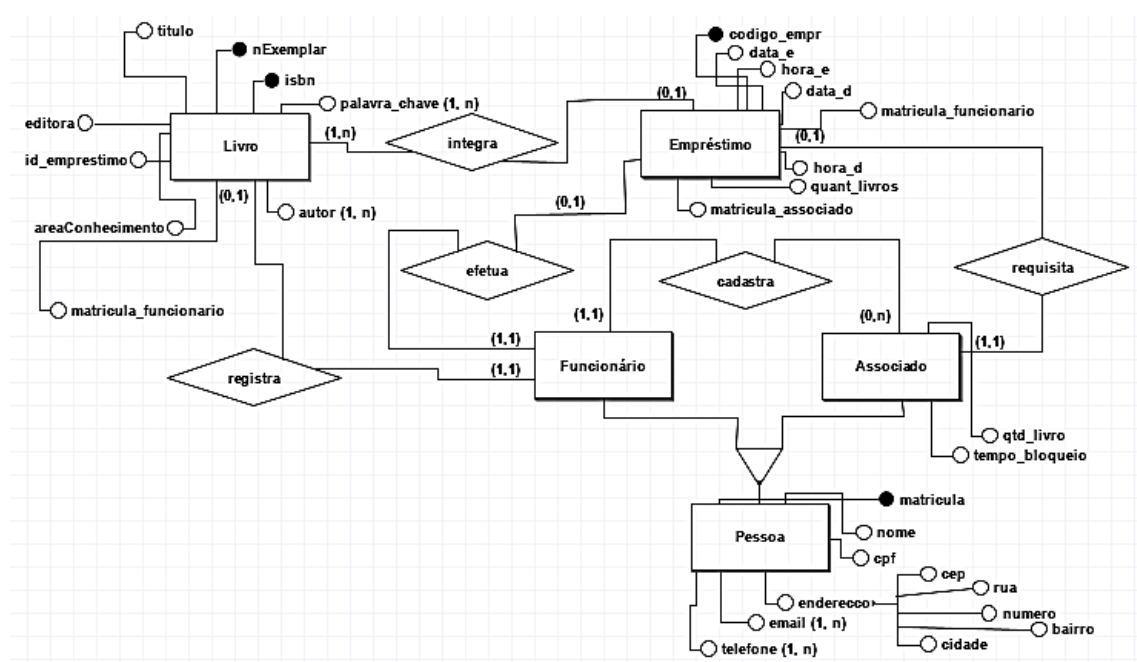 titulo
nExemplar
isbn
palavra_chave (1, n)
editora
id_emprestimo
Livro
(1,n)
(0,1)
areaConhecimento
autor (1, n)
matricula_funcionario
integra
(0,1)
codigo_empr
data_e
hora_e
data_d
matricula_funcionario
(0,1)
Empréstimo
hora_d
quant_livros
matricula_associado
(0,1)
efetua
cadastra
requisita
(1,1)
(0,n)
(1,1)
(1,1)
(1,1)
registra
Funcionário
Associado
qtd_livro
tempo_bloqueio
matricula
nome
cpf
Pessoa
enderecco
cep
rua
numero
bairro
cidade
email (1, n)
telefone (1, n)